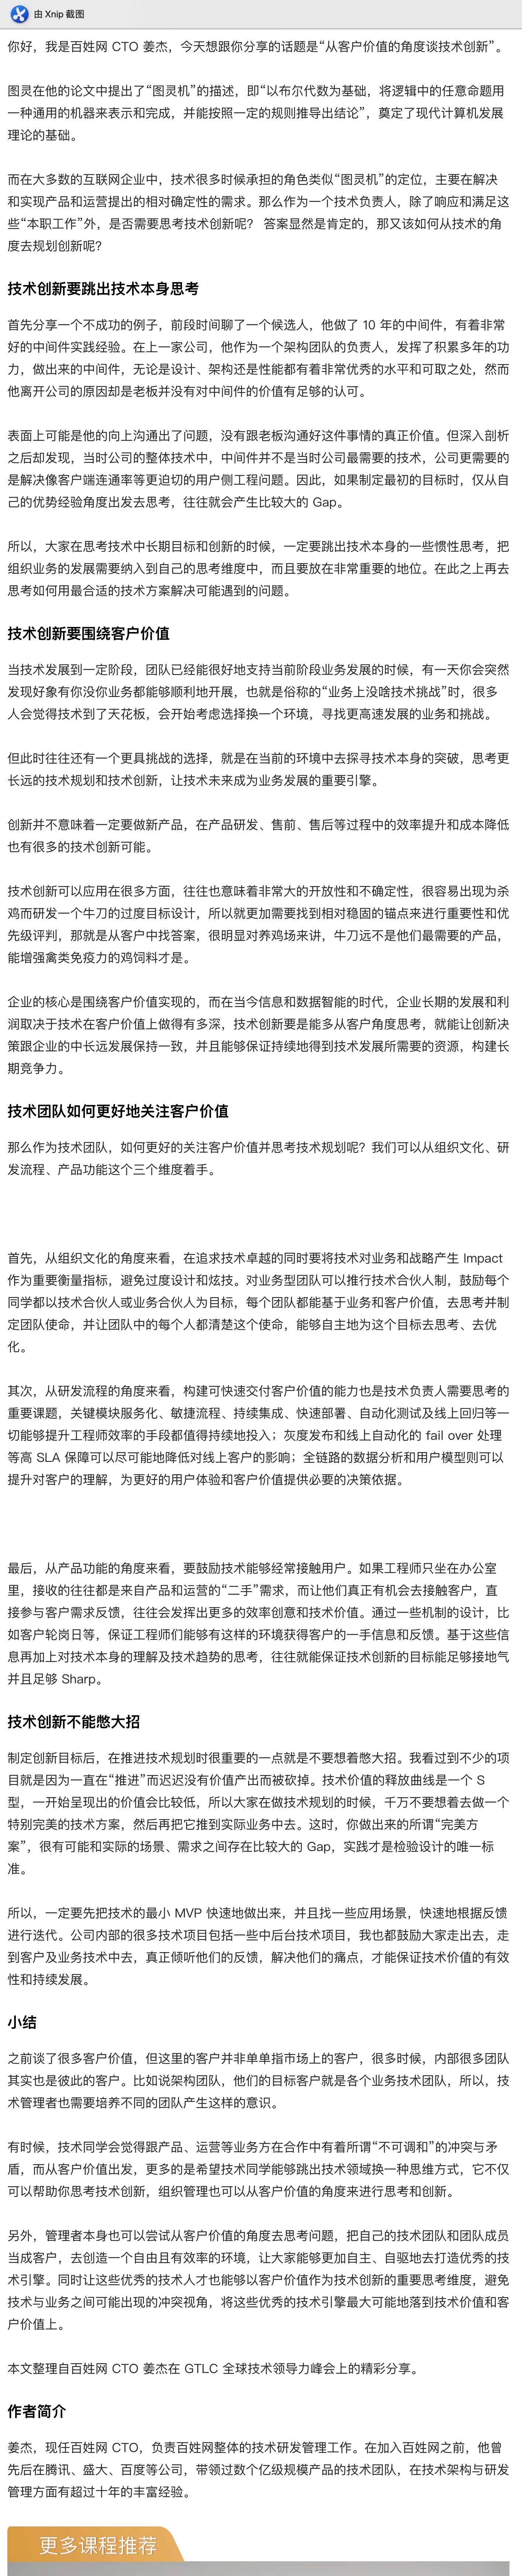 由 Xnip 截图
你好，我是百姓网 CTO 姜杰，今天想跟你分享的话题是“从客户价值的角度谈技术创新”。
图灵在他的论文中提出了“图灵机”的描述，即“以布尔代数为基础，将逻辑中的任意命题用
一种通用的机器来表示和完成，并能按照一定的规则推导出结论”，奠定了现代计算机发展
理论的基础。
而在大多数的互联网企业中，技术很多时候承担的角色类似“图灵机”的定位，主要在解决
和实现产品和运营提出的相对确定性的需求。那么作为一个技术负责人，除了响应和满足这
些“本职工作”外，是否需要思考技术创新呢？ 答案显然是肯定的，那又该如何从技术的角
度去规划创新呢？
技术创新要跳出技术本身思考
首先分享一个不成功的例子，前段时间聊了一个候选人，他做了 10 年的中间件，有着非常
好的中间件实践经验。在上一家公司，他作为一个架构团队的负责人，发挥了积累多年的功
力，做出来的中间件，无论是设计、架构还是性能都有着非常优秀的水平和可取之处，然而
他离开公司的原因却是老板并没有对中间件的价值有足够的认可。
表面上可能是他的向上沟通出了问题，没有跟老板沟通好这件事情的真正价值。但深入剖析
之后却发现，当时公司的整体技术中，中间件并不是当时公司最需要的技术，公司更需要的
是解决像客户端连通率等更迫切的用户侧工程问题。因此，如果制定最初的目标时，仅从自
己的优势经验角度出发去思考，往往就会产生比较大的 Gap。
所以，大家在思考技术中长期目标和创新的时候，一定要跳出技术本身的一些惯性思考，把
组织业务的发展需要纳入到自己的思考维度中，而且要放在非常重要的地位。在此之上再去
思考如何用最合适的技术方案解决可能遇到的问题。
技术创新要围绕客户价值
当技术发展到一定阶段，团队已经能很好地支持当前阶段业务发展的时候，有一天你会突然
发现好象有你没你业务都能够顺利地开展，也就是俗称的“业务上没啥技术挑战”时，很多
人会觉得技术到了天花板，会开始考虑选择换一个环境，寻找更高速发展的业务和挑战。
但此时往往还有一个更具挑战的选择，就是在当前的环境中去探寻技术本身的突破，思考更
长远的技术规划和技术创新，让技术未来成为业务发展的重要引擎。
创新并不意味着一定要做新产品，在产品研发、售前、售后等过程中的效率提升和成本降低
也有很多的技术创新可能。
技术创新可以应用在很多方面，往往也意味着非常大的开放性和不确定性，很容易出现为杀
鸡而研发一个牛刀的过度目标设计，所以就更加需要找到相对稳固的锚点来进行重要性和优
先级评判，那就是从客户中找答案，很明显对养鸡场来讲，牛刀远不是他们最需要的产品，
能增强禽类免疫力的鸡饲料才是。
企业的核心是围绕客户价值实现的，而在当今信息和数据智能的时代，企业长期的发展和利
润取决于技术在客户价值上做得有多深，技术创新要是能多从客户角度思考，就能让创新决
策跟企业的中长远发展保持一致，并且能够保证持续地得到技术发展所需要的资源，构建长
期竞争力。
技术团队如何更好地关注客户价值
那么作为技术团队，如何更好的关注客户价值并思考技术规划呢？我们可以从组织文化、研
发流程、产品功能这个三个维度着手。
首先，从组织文化的角度来看，在追求技术卓越的同时要将技术对业务和战略产生 Impact
作为重要衡量指标，避免过度设计和炫技。对业务型团队可以推行技术合伙人制，鼓励每个
同学都以技术合伙人或业务合伙人为目标，每个团队都能基于业务和客户价值，去思考并制
定团队使命，并让团队中的每个人都清楚这个使命，能够自主地为这个目标去思考、去优
化。
其次，从研发流程的角度来看，构建可快速交付客户价值的能力也是技术负责人需要思考的
重要课题，关键模块服务化、敏捷流程、持续集成、快速部署、自动化测试及线上回归等一
切能够提升工程师效率的手段都值得持续地投入；灰度发布和线上自动化的 fail over 处理
等高 SLA 保障可以尽可能地降低对线上客户的影响；全链路的数据分析和用户模型则可以
提升对客户的理解，为更好的用户体验和客户价值提供必要的决策依据。
最后，从产品功能的角度来看，要鼓励技术能够经常接触用户。如果工程师只坐在办公室
里，接收的往往都是来自产品和运营的“二手”需求，而让他们真正有机会去接触客户，直
接参与客户需求反馈，往往会发挥出更多的效率创意和技术价值。通过一些机制的设计，比
如客户轮岗日等，保证工程师们能够有这样的环境获得客户的一手信息和反馈。基于这些信
息再加上对技术本身的理解及技术趋势的思考，往往就能保证技术创新的目标能足够接地气
并且足够 Sharp。
技术创新不能憋大招
制定创新目标后，在推进技术规划时很重要的一点就是不要想着憋大招。我看过到不少的项
目就是因为一直在“推进”而迟迟没有价值产出而被砍掉。技术价值的释放曲线是一个 S
型，一开始呈现出的价值会比较低，所以大家在做技术规划的时候，千万不要想着去做一个
特别完美的技术方案，然后再把它推到实际业务中去。这时，你做出来的所谓“完美方
案”，很有可能和实际的场景、需求之间存在比较大的 Gap，实践才是检验设计的唯一标
准。
所以，一定要先把技术的最小 MVP 快速地做出来，并且找一些应用场景，快速地根据反馈
进行迭代。公司内部的很多技术项目包括一些中后台技术项目，我也都鼓励大家走出去，走
到客户及业务技术中去，真正倾听他们的反馈，解决他们的痛点，才能保证技术价值的有效
性和持续发展。
小结
之前谈了很多客户价值，但这里的客户并非单单指市场上的客户，很多时候，内部很多团队
其实也是彼此的客户。比如说架构团队，他们的目标客户就是各个业务技术团队，所以，技
术管理者也需要培养不同的团队产生这样的意识。
有时候，技术同学会觉得跟产品、运营等业务方在合作中有着所谓“不可调和”的冲突与矛
盾，而从客户价值出发，更多的是希望技术同学能够跳出技术领域换一种思维方式，它不仅
可以帮助你思考技术创新，组织管理也可以从客户价值的角度来进行思考和创新。
另外，管理者本身也可以尝试从客户价值的角度去思考问题，把自己的技术团队和团队成员
当成客户，去创造一个自由且有效率的环境，让大家能够更加自主、自驱地去打造优秀的技
术引擎。同时让这些优秀的技术人才也能够以客户价值作为技术创新的重要思考维度，避免
技术与业务之间可能出现的冲突视角，将这些优秀的技术引擎最大可能地落到技术价值和客
户价值上。
本文整理自百姓网 CTO 姜杰在 GTLC 全球技术领导力峰会上的精彩分享。
作者简介
姜杰，现任百姓网 CTO，负责百姓网整体的技术研发管理工作。在加入百姓网之前，他曾
先后在腾讯、盛大、百度等公司，带领过数个亿级规模产品的技术团队，在技术架构与研发
管理方面有超过十年的丰富经验。
更多课程推荐